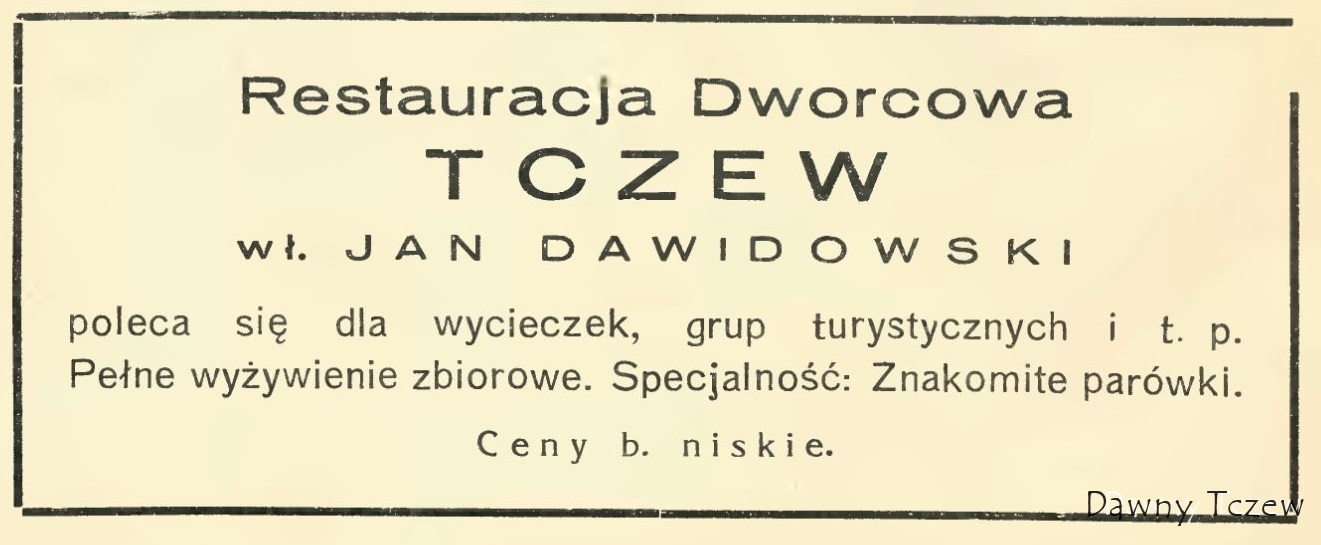 Restauracja Dworcowa
TCZEW
wł. JAN DAWIDOWSKI
poleca się dla wycieczek, grup turystycznych i t. p.
Pełne wyżywienie zbiorowe. Specjalność: Znakomite parówki.
Ceny b. niskie.
Dawny Tczew